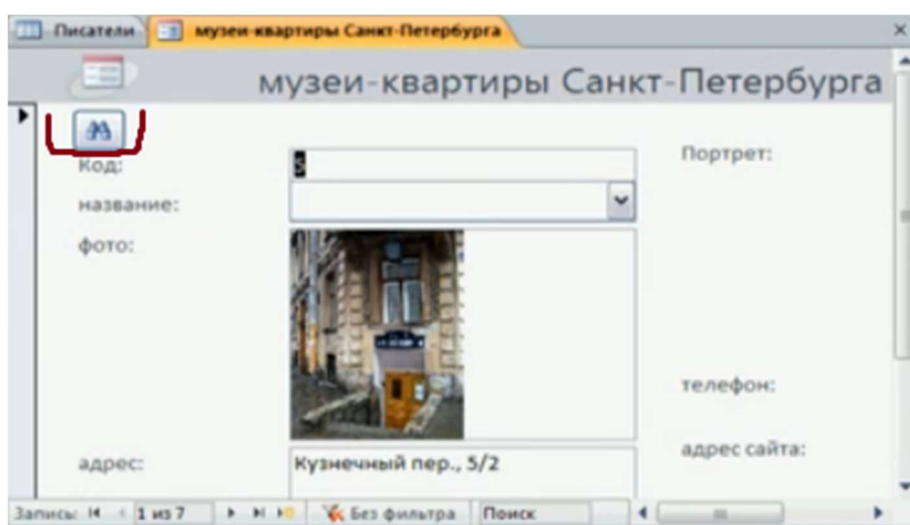 Писатели музеи-квартиры Санкт-Петербурга
музеи-квартиры Санкт-Петербурга
Код: 5
Портрет:
название:
фото:
телефон:
адрес сайта:
адрес: Кузнечный пер., 5/2
Запись: 1 из 7 Без фильтра Поиск